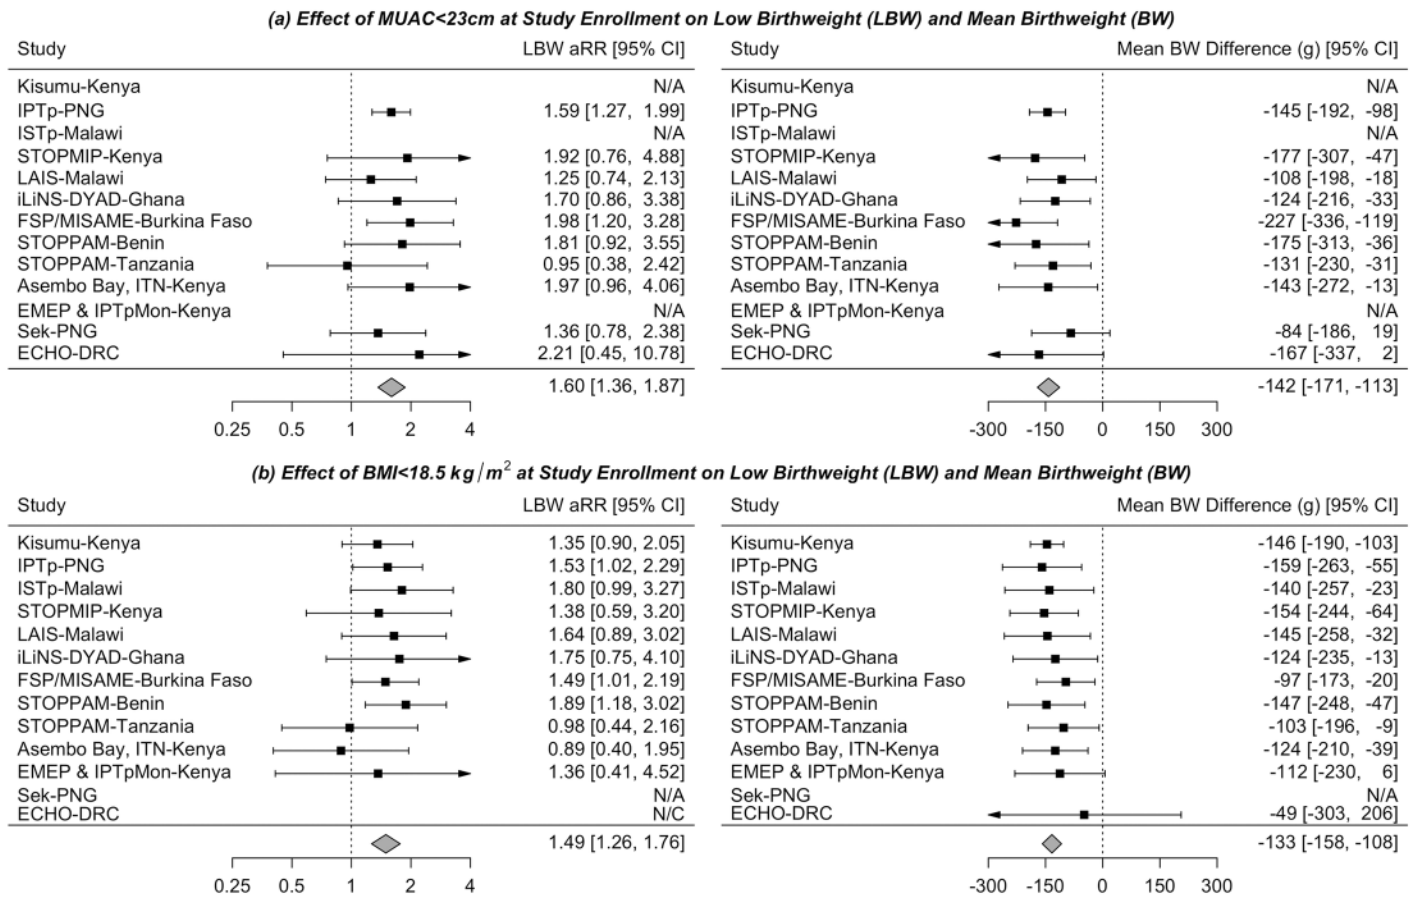 (a) Effect of MUAC<23cm at Study Enrollment on Low Birthweight (LBW) and Mean Birthweight (BW)
Study LBW aRR [95% CI]
Kisumu-Kenya N/A
IPTp-PNG 1.59 [1.27, 1.99]
ISTp-Malawi N/A
STOPMIP-Kenya 1.92 [0.76, 4.88]
LAIS-Malawi 1.25 [0.74, 2.13]
iLiNS-DYAD-Ghana 1.70 [0.86, 3.38]
FSP/MISAME-Burkina Faso 1.98 [1.20, 3.28]
STOPPAM-Benin 1.81 [0.92, 3.55]
STOPPAM-Tanzania 0.95 [0.38, 2.42]
Asembo Bay, ITN-Kenya 1.97 [0.96, 4.06]
EMEP & IPTpMon-Kenya N/A
Sek-PNG 1.36 [0.78, 2.38]
ECHO-DRC 2.21 [0.45, 10.78]
1.60 [1.36, 1.87]
0.25 0.5 1 2 4
Study Mean BW Difference (g) [95% CI]
Kisumu-Kenya N/A
IPTp-PNG -145 [-192, -98]
ISTp-Malawi N/A
STOPMIP-Kenya -177 [-307, -47]
LAIS-Malawi -108 [-198, -18]
iLiNS-DYAD-Ghana -124 [-216, -33]
FSP/MISAME-Burkina Faso -227 [-336, -119]
STOPPAM-Benin -175 [-313, -36]
STOPPAM-Tanzania -131 [-230, -31]
Asembo Bay, ITN-Kenya -143 [-272, -13]
EMEP & IPTpMon-Kenya N/A
Sek-PNG -84 [-186, 19]
ECHO-DRC -167 [-337, 2]
-142 [-171, -113]
-300 -150 0 150 300
(b) Effect of BMI<18.5 kg/m² at Study Enrollment on Low Birthweight (LBW) and Mean Birthweight (BW)
Study LBW aRR [95% CI]
Kisumu-Kenya 1.35 [0.90, 2.05]
IPTp-PNG 1.53 [1.02, 2.29]
ISTp-Malawi 1.80 [0.99, 3.27]
STOPMIP-Kenya 1.38 [0.59, 3.20]
LAIS-Malawi 1.64 [0.89, 3.02]
iLiNS-DYAD-Ghana 1.75 [0.75, 4.10]
FSP/MISAME-Burkina Faso 1.49 [1.01, 2.19]
STOPPAM-Benin 1.89 [1.18, 3.02]
STOPPAM-Tanzania 0.98 [0.44, 2.16]
Asembo Bay, ITN-Kenya 0.89 [0.40, 1.95]
EMEP & IPTpMon-Kenya 1.36 [0.41, 4.52]
Sek-PNG N/A
ECHO-DRC N/C
1.49 [1.26, 1.76]
0.25 0.5 1 2 4
Study Mean BW Difference (g) [95% CI]
Kisumu-Kenya -146 [-190, -103]
IPTp-PNG -159 [-263, -55]
ISTp-Malawi -140 [-257, -23]
STOPMIP-Kenya -154 [-244, -64]
LAIS-Malawi -145 [-258, -32]
iLiNS-DYAD-Ghana -124 [-235, -13]
FSP/MISAME-Burkina Faso -97 [-173, -20]
STOPPAM-Benin -147 [-248, -47]
STOPPAM-Tanzania -103 [-196, -9]
Asembo Bay, ITN-Kenya -124 [-210, -39]
EMEP & IPTpMon-Kenya -112 [-230, 6]
Sek-PNG N/A
ECHO-DRC -49 [-303, 206]
-133 [-158, -108]
-300 -150 0 150 300